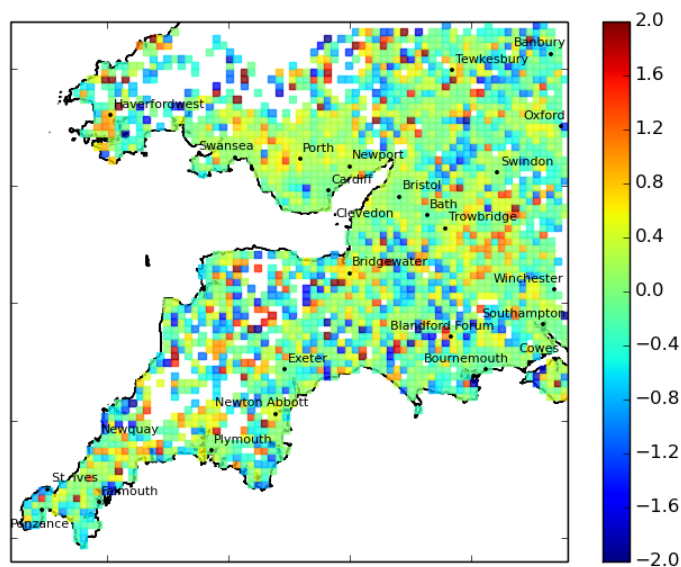 Banbury
2.0
Tewkesbury
1.6
Haverfordwest
Oxford
1.2
Swansea
Porth
Newport
Swindon
Cardiff
Bristol
0.8
Clevedon
Bath
Trowbridge
0.4
Bridgewater
Winchester
0.0
Southampton
Blandford Forum
−0.4
Exeter
Bournemouth
Cowes
Newton Abbott
−0.8
Newquay
Plymouth
−1.2
St ives
Falmouth
−1.6
Penzance
−2.0